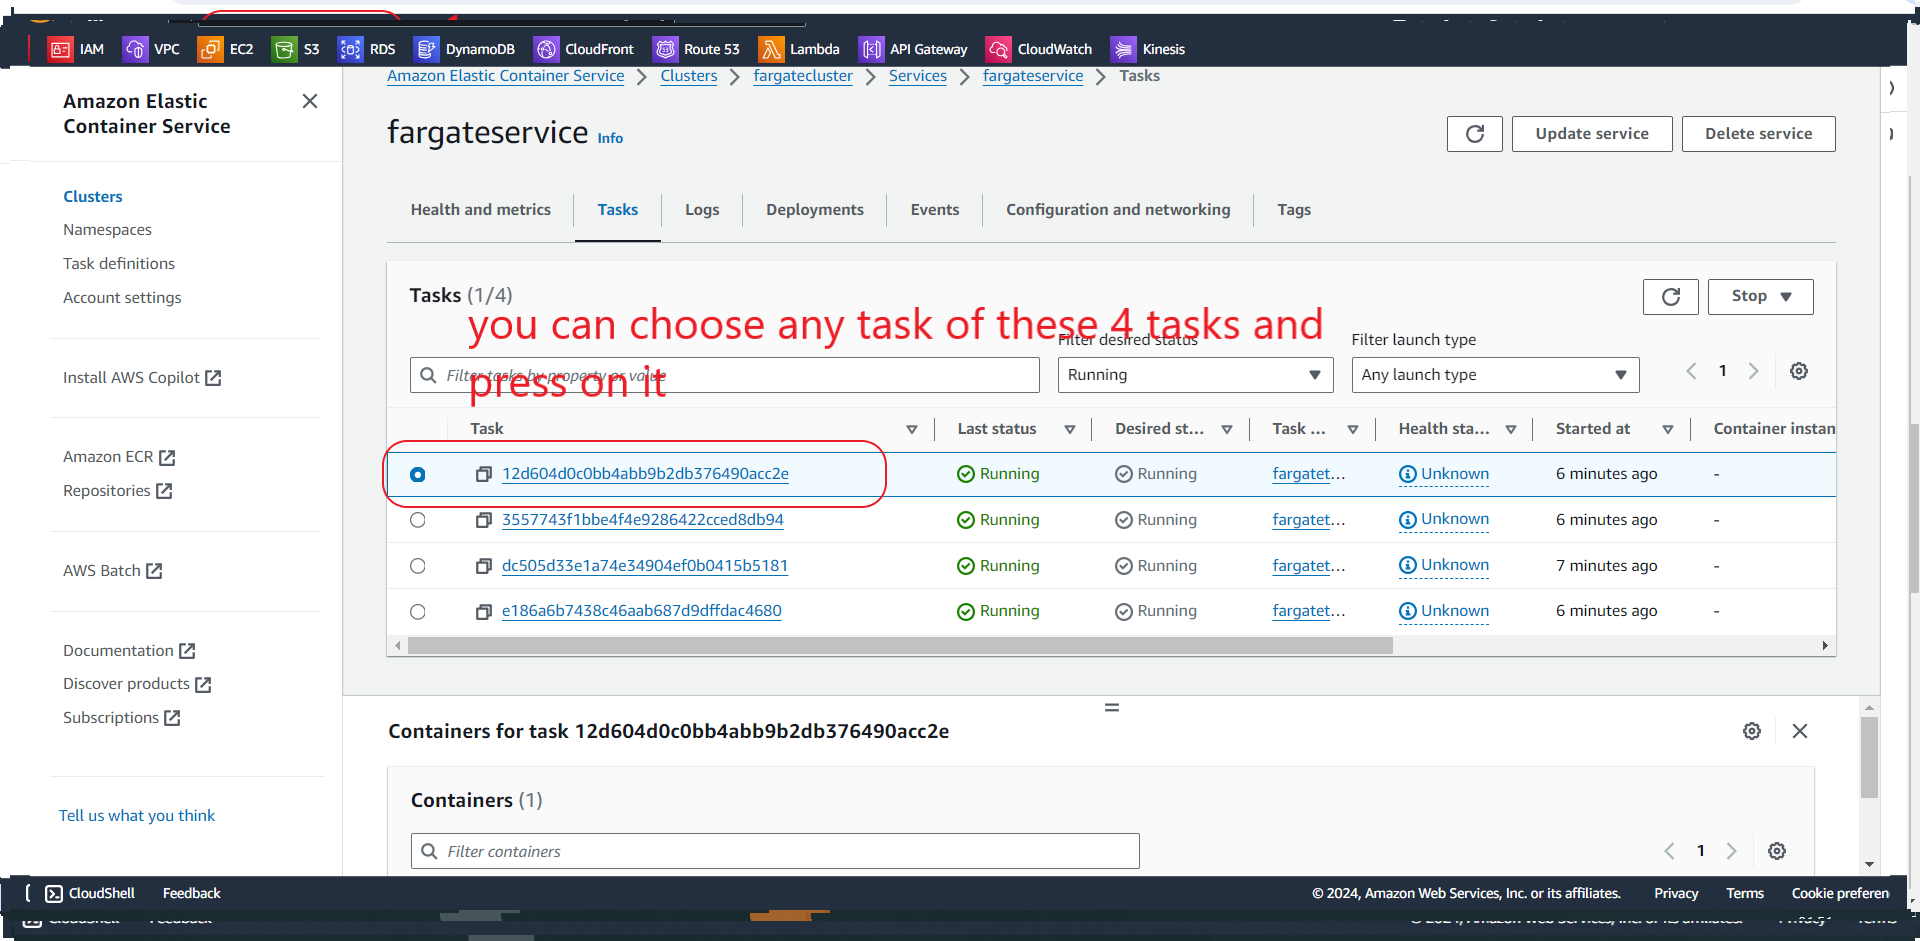 IAM VPC EC2 S3 RDS DynamoDB CloudFront Route 53 Lambda API Gateway CloudWatch Kinesis
Amazon Elastic Container Service
Clusters
Namespaces
Task definitions
Account settings
Install AWS Copilot
Amazon ECR
Repositories
AWS Batch
Documentation
Discover products
Subscriptions
Tell us what you think
Amazon Elastic Container Service Clusters fargatecluster Services fargateservice Tasks
fargateservice Info
Update service Delete service
Health and metrics Tasks Logs Deployments Events Configuration and networking Tags
Tasks (1/4)
Stop
you can choose any task of these 4 tasks and
press on it
Filter desired status Filter launch type
Filter tasks by property or value Running Any launch type 1
Task Last status Desired st... Task ... Health sta... Started at Container instan
12d604d0c0bb4abb9b2db376490acc2e Running Running fargatet... Unknown 6 minutes ago -
3557743f1bbe4f4e9286422cced8db94 Running Running fargatet... Unknown 6 minutes ago -
dc505d33e1a74e34904ef0b0415b5181 Running Running fargatet... Unknown 7 minutes ago -
e186a6b7438c46aab687d9dffdac4680 Running Running fargatet... Unknown 6 minutes ago -
Containers for task 12d604d0c0bb4abb9b2db376490acc2e
Containers (1)
Filter containers 1
CloudShell Feedback © 2024, Amazon Web Services, Inc. or its affiliates. Privacy Terms Cookie preferen